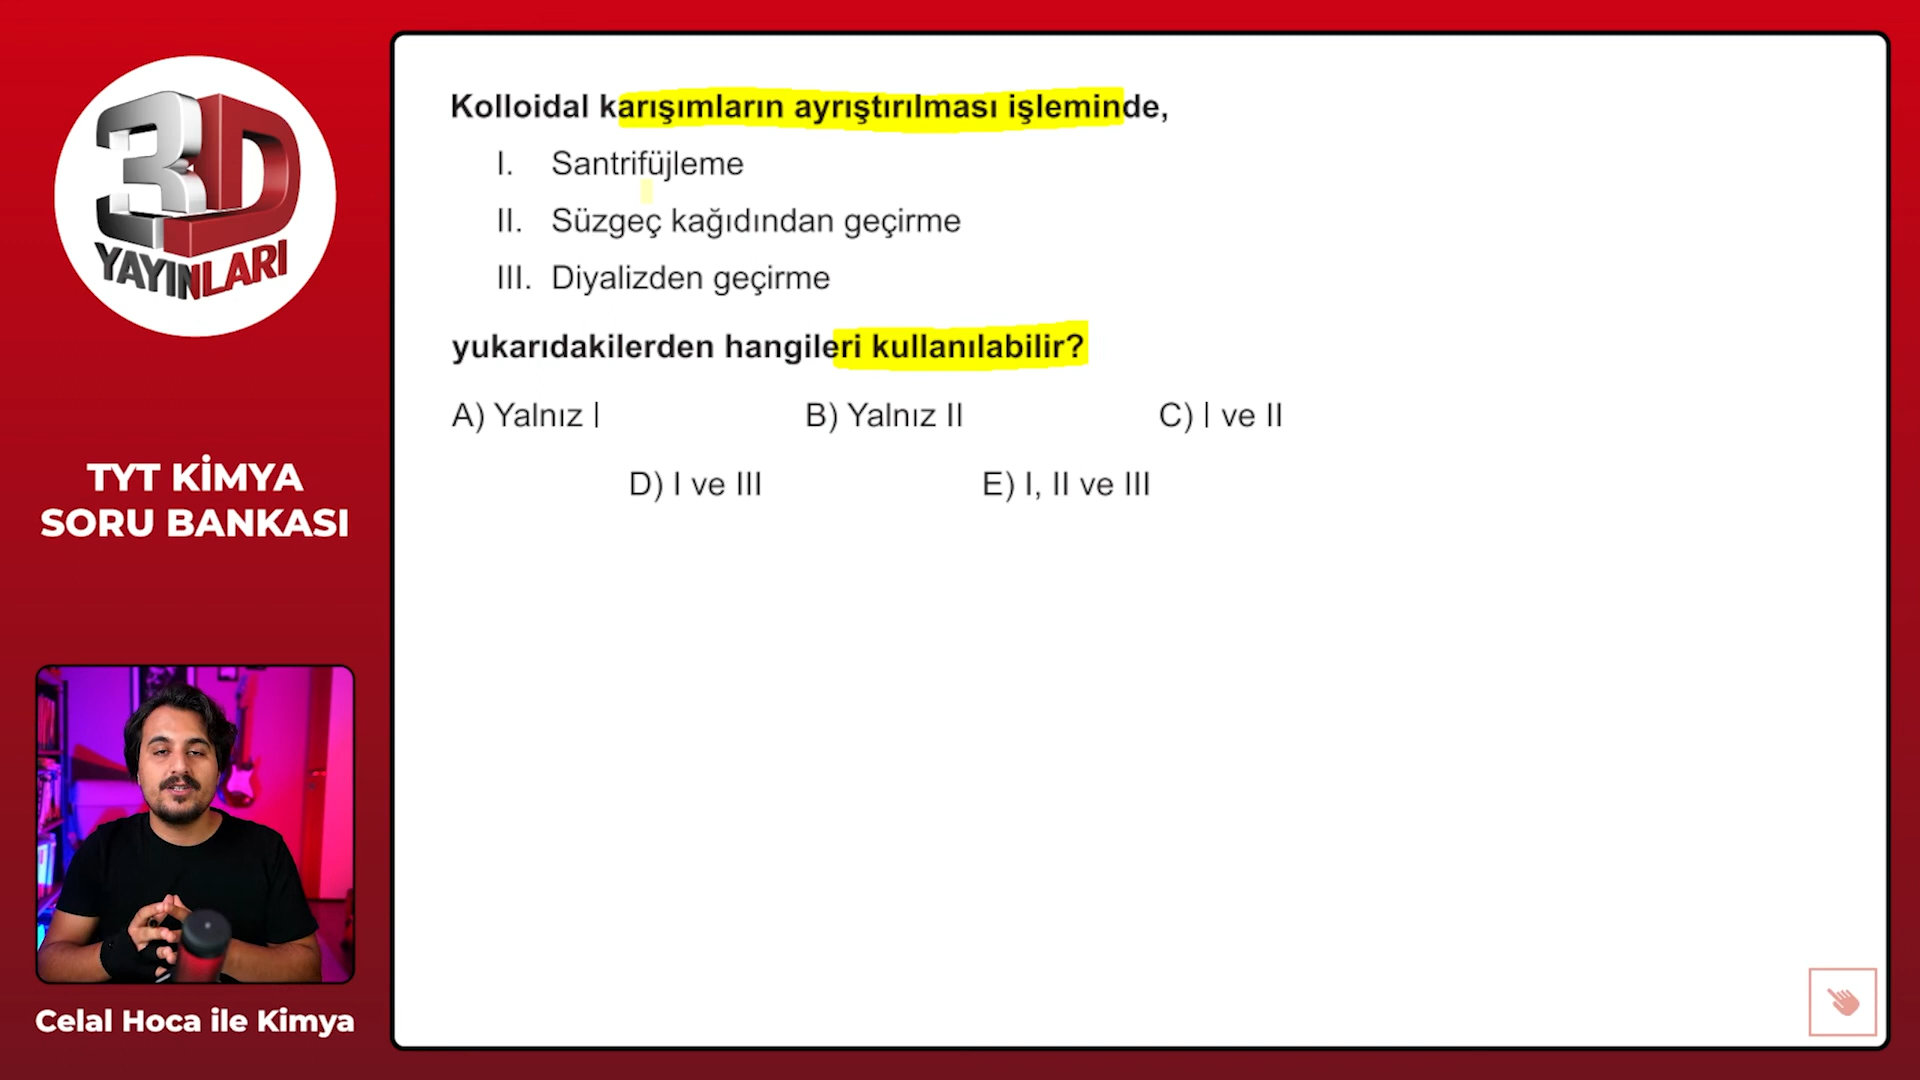 3D
YAYINLARI
TYT KİMYA
SORU BANKASI
Celal Hoca ile Kimya
Kolloidal karışımların ayrıştırılması işleminde,
I. Santrifüjleme
II. Süzgeç kağıdından geçirme
III. Diyalizden geçirme
yukarıdakilerden hangileri kullanılabilir?
A) Yalnız I B) Yalnız II C) I ve II
D) I ve III E) I, II ve III